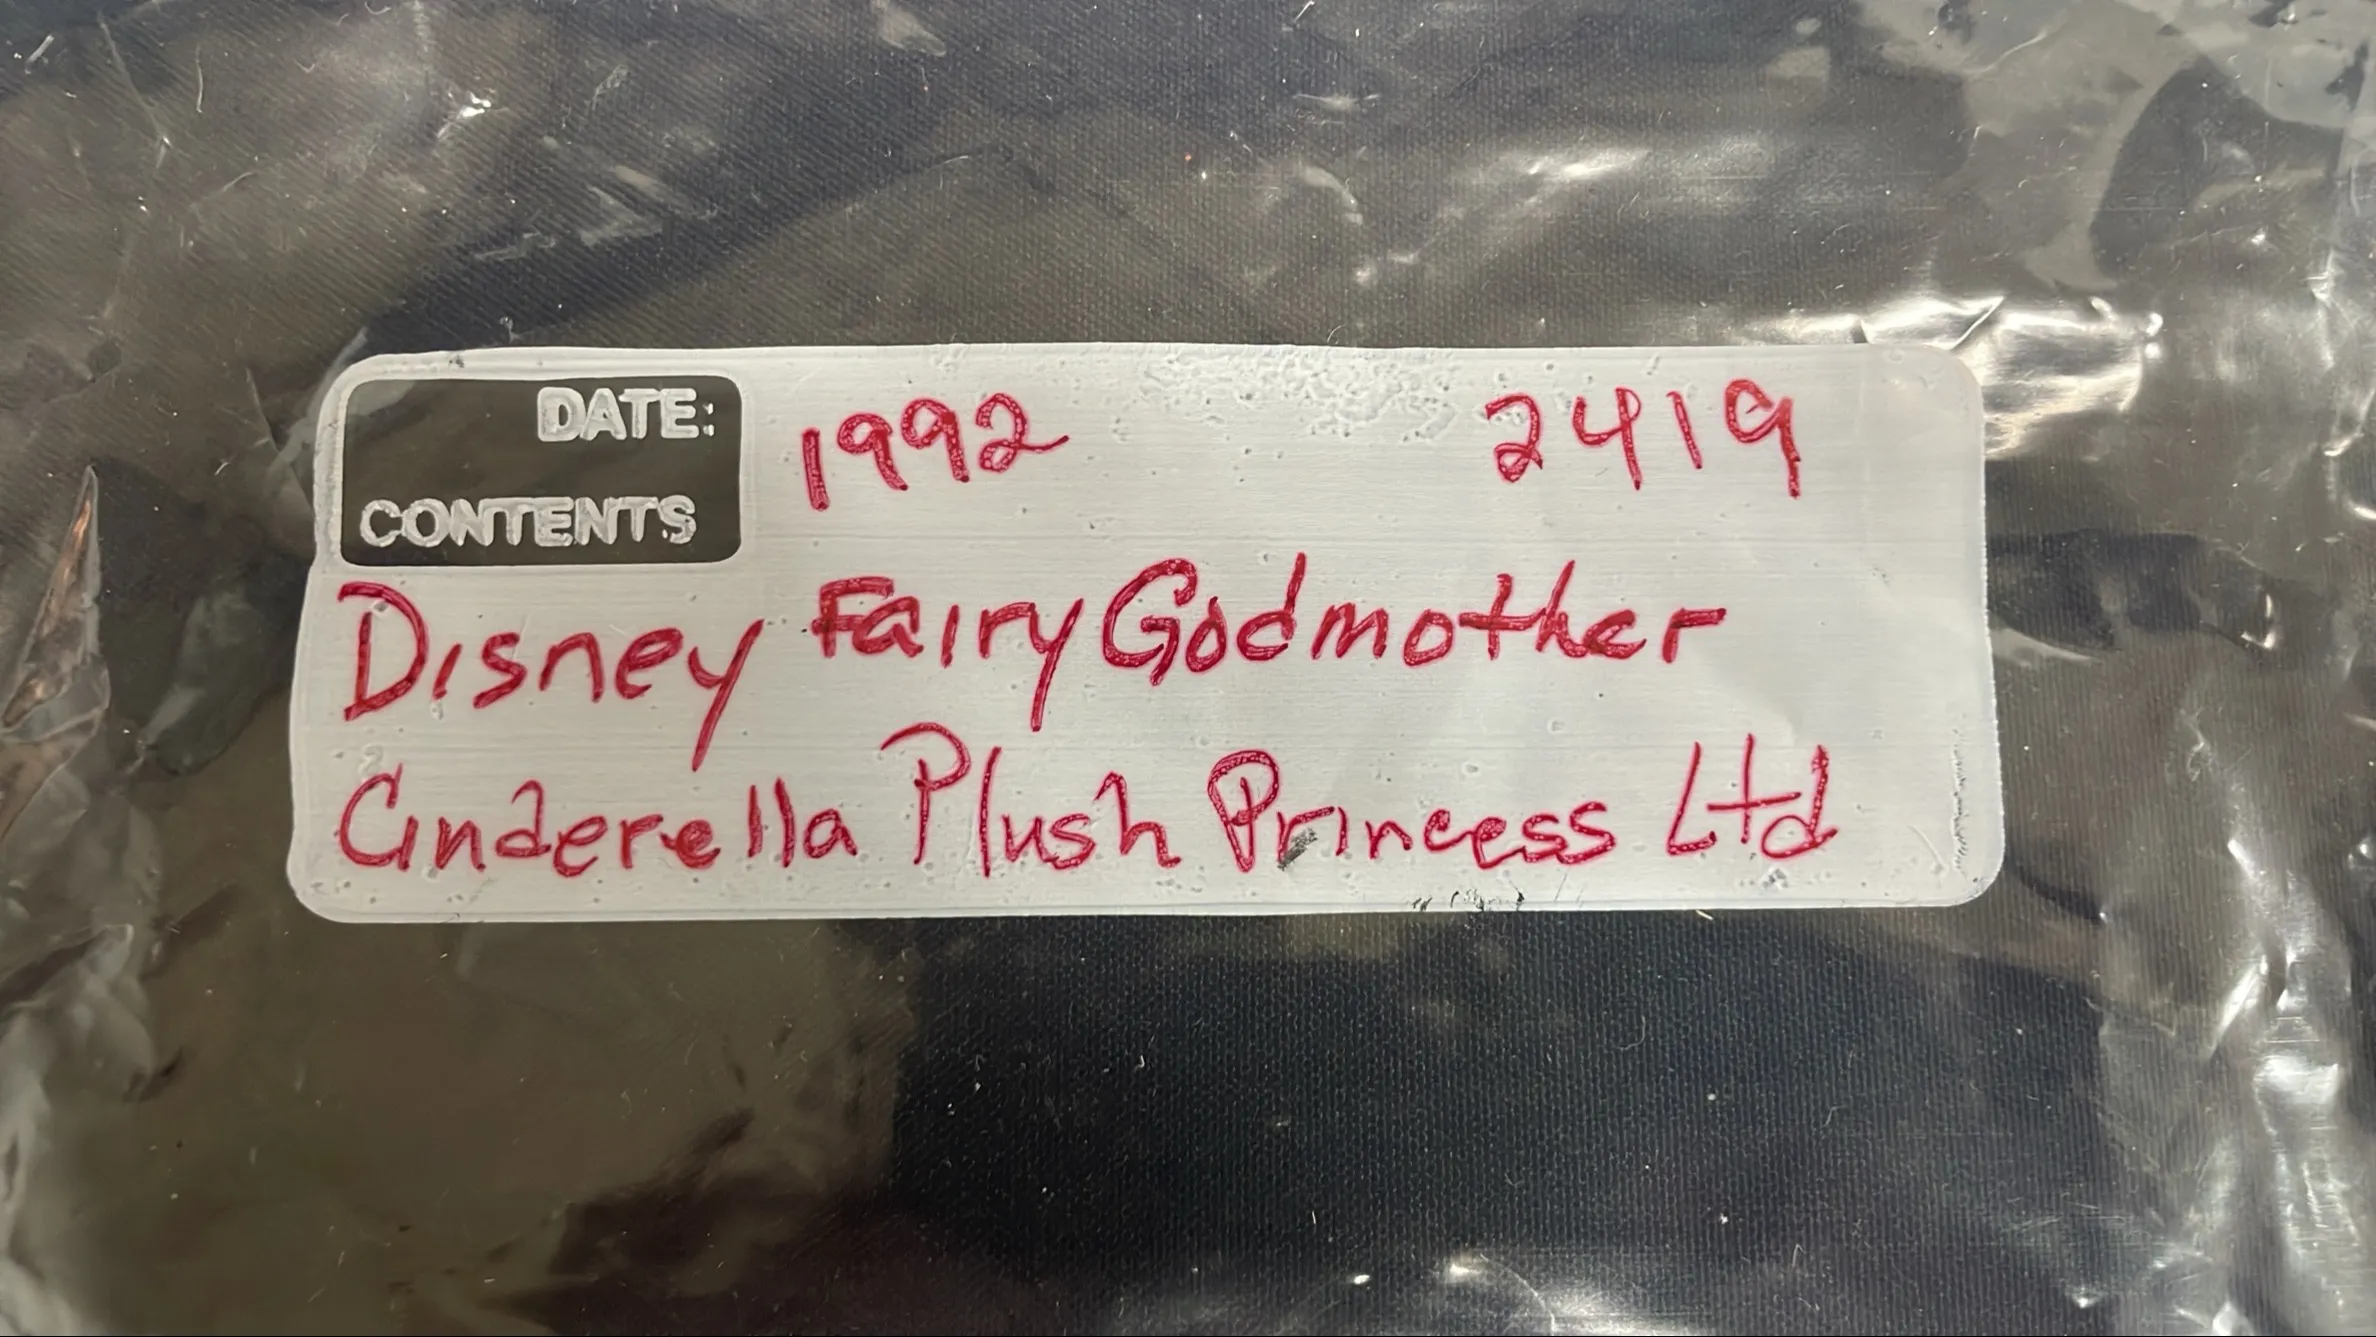 DATE: 1992 2419
CONTENTS
Disney Fairy Godmother
Cinderella Plush Princess Ltd